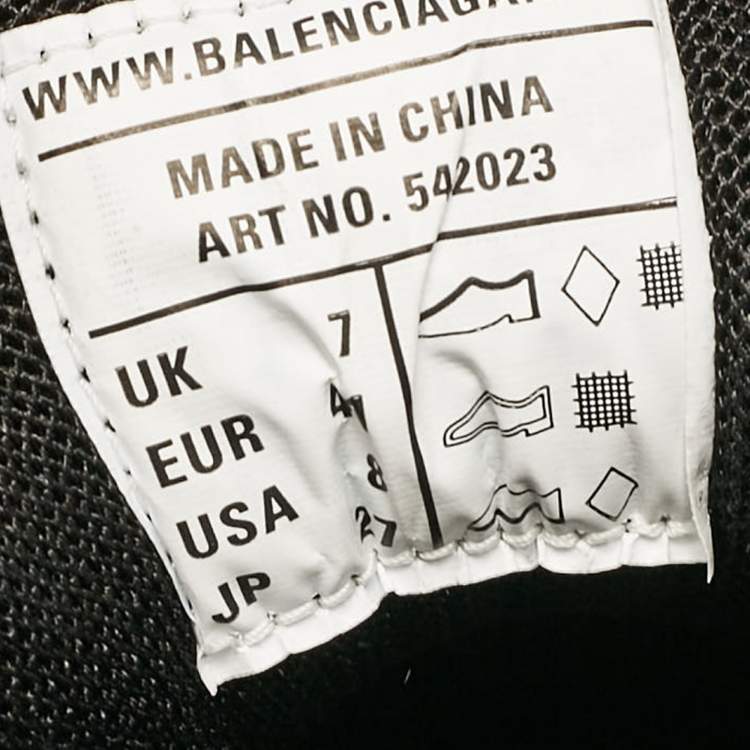 WWW.BALENCIAGA.
MADE IN CHINA
ART NO. 542023
UK 7
EUR 41
USA 8
JP 27